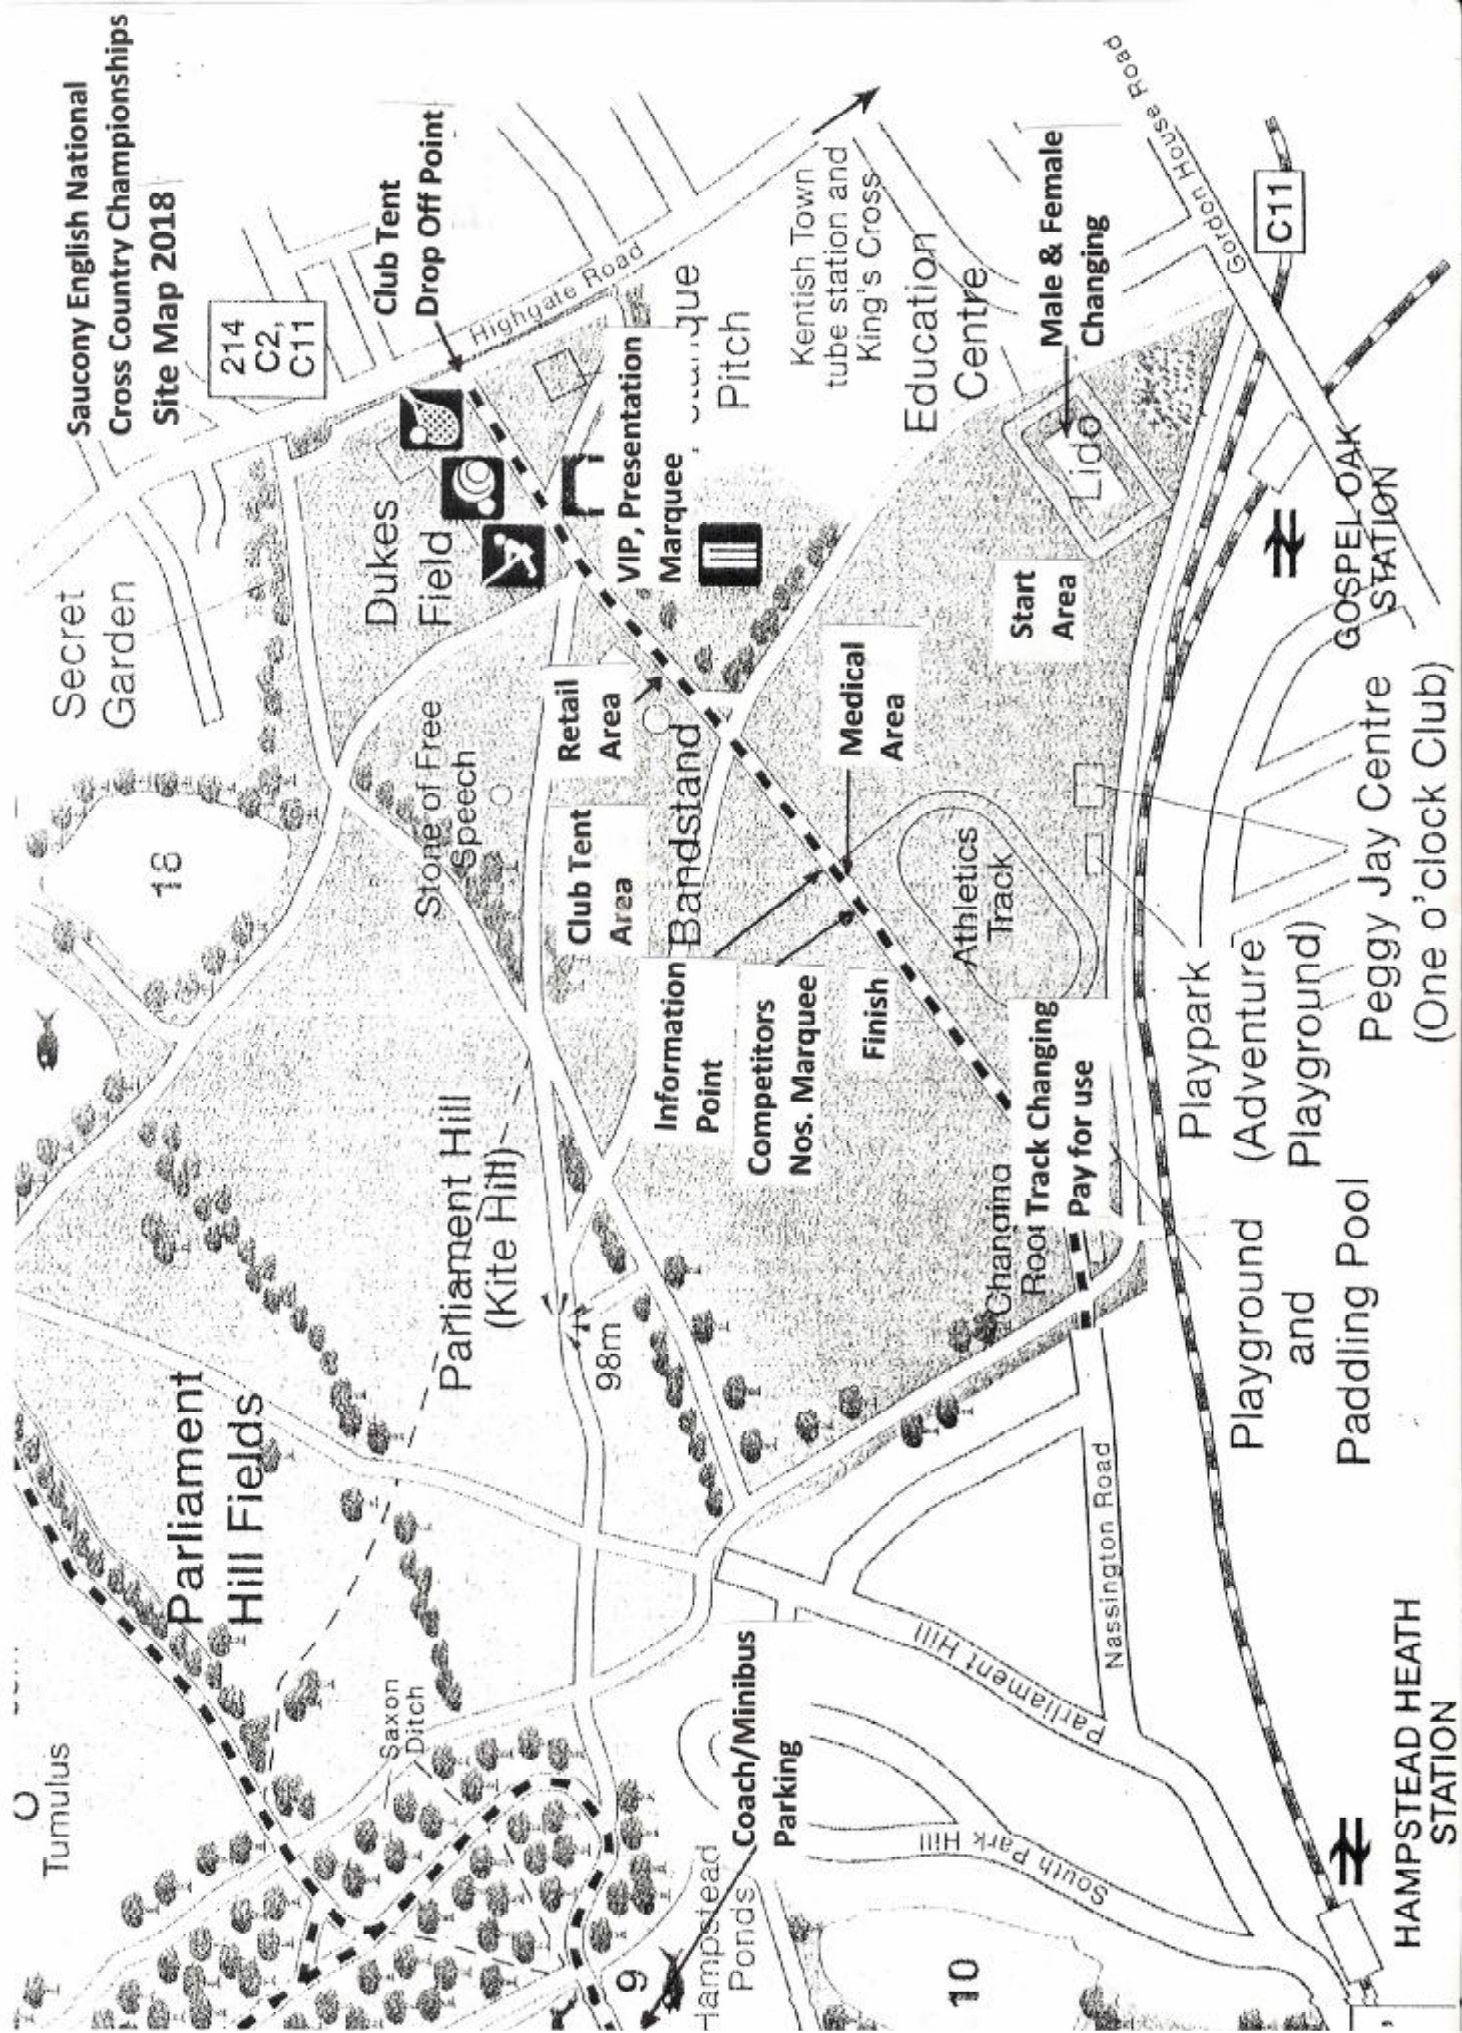 Saucony English National
Cross Country Championships
Site Map 2018
214
C2,
C11
Club Tent
Drop Off Point
Highgate Road
Secret
Garden
Dukes
Field
Pitch
VIP, Presentation
Marquee
Kentish Town
tube station and
King's Cross
Education
Centre
Male & Female
Changing
Gordon House Road
C11
Lido
Start
Area
GOSPEL OAK
STATION
18
Stone of Free
Speech
Retail
Area
Bandstand
Medical
Area
Club Tent
Area
Athletics
Track
Information
Point
Competitors
Nos. Marquee
Finish
Track Changing
Pay for use
Changing
Playpark
(Adventure
Playground)
Peggy Jay Centre
(One o'clock Club)
Parliament Hill
(Kite Hill)
98m
Playground
and
Paddling Pool
Parliament
Hill Fields
Tumulus
Saxon
Ditch
Nassington Road
Parliament Hill
South Park Hill
Coach/Minibus
Parking
9
Hampstead
Ponds
10
HAMPSTEAD HEATH
STATION